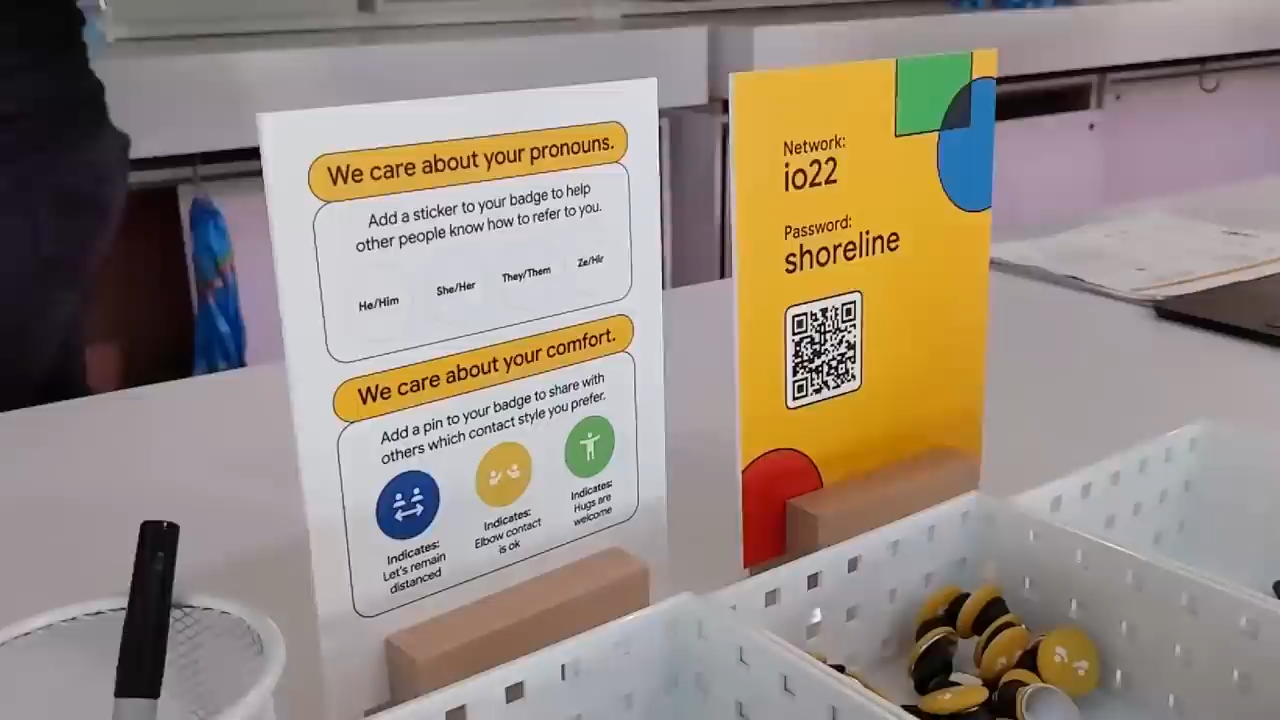 We care about your pronouns.
Add a sticker to your badge to help
other people know how to refer to you.
He/Him She/Her They/Them Ze/Hir
We care about your comfort.
Add a pin to your badge to share with
others which contact style you prefer.
Indicates:
Let's remain
distanced
Indicates:
Elbow contact
is ok
Indicates:
Hugs are
welcome
Network:
io22
Password:
shoreline